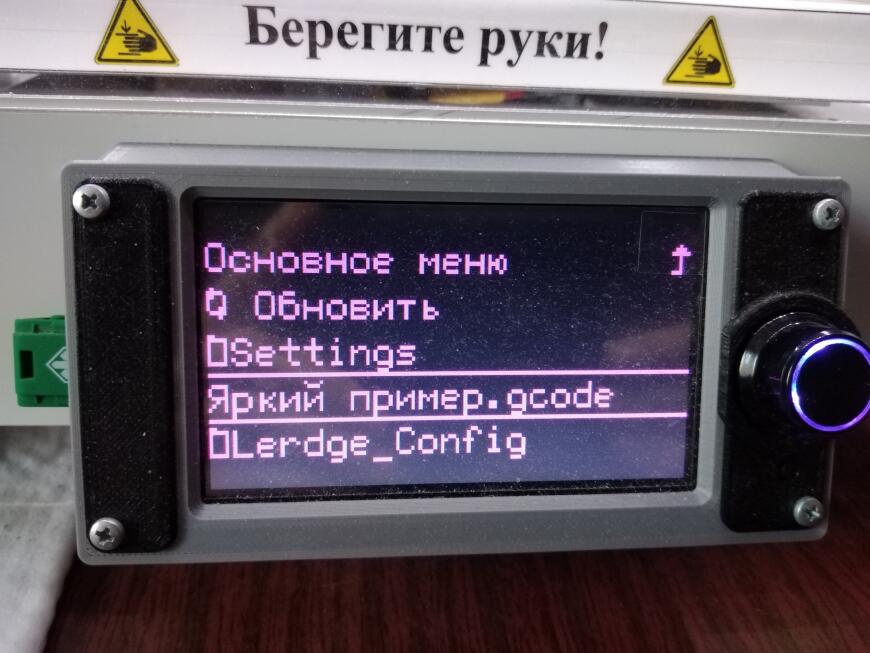 Берегите руки!
Основное меню
Обновить
Settings
Яркий пример.gcode
Lerdge_Config